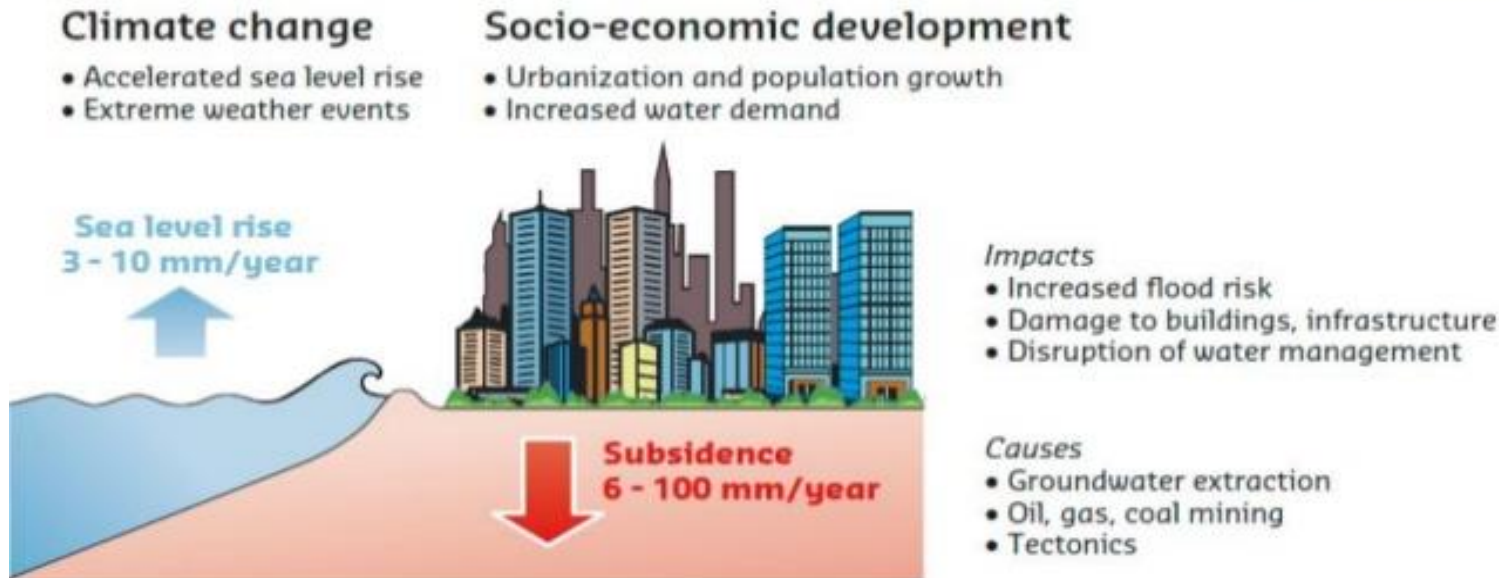 Climate change
• Accelerated sea level rise
• Extreme weather events
Socio-economic development
• Urbanization and population growth
• Increased water demand
Sea level rise
3 - 10 mm/year
Impacts
• Increased flood risk
• Damage to buildings, infrastructure
• Disruption of water management
Subsidence
6 - 100 mm/year
Causes
• Groundwater extraction
• Oil, gas, coal mining
• Tectonics